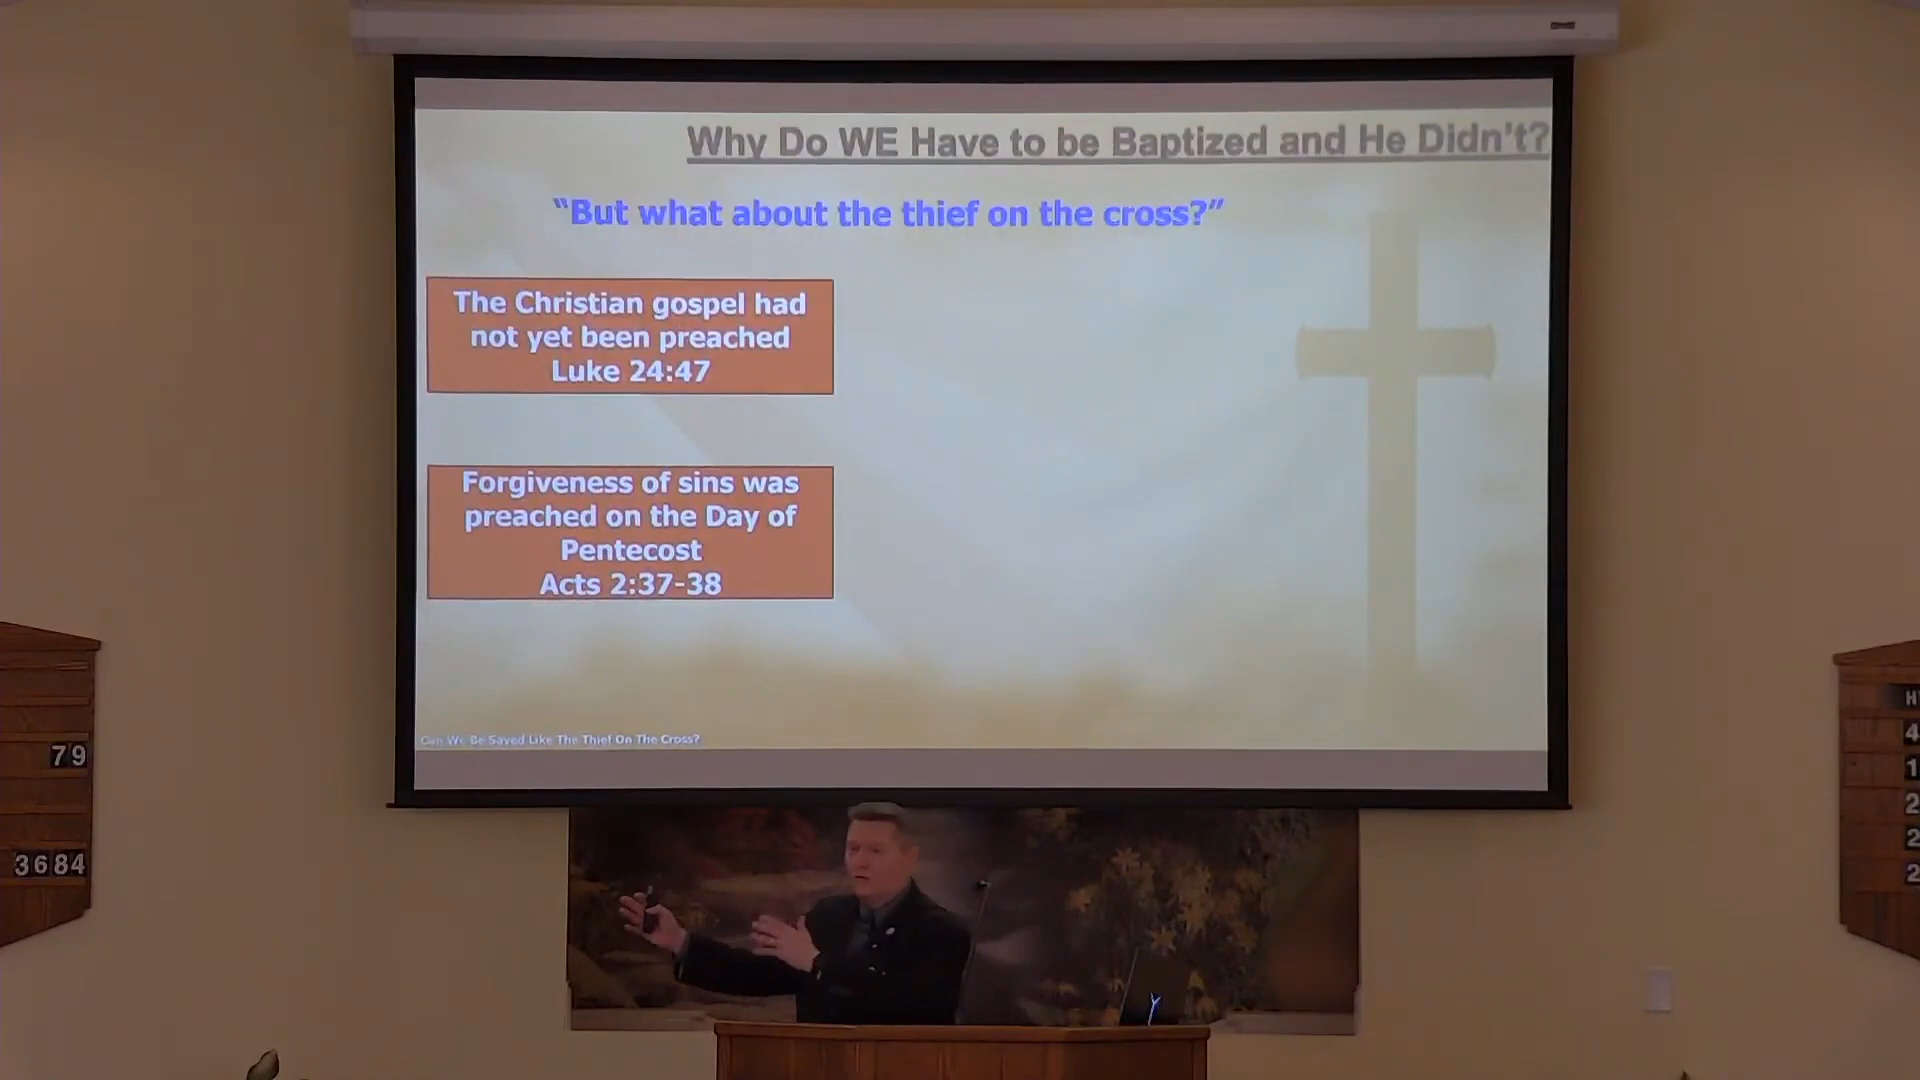 Why Do WE Have to be Baptized and He Didn't?
“But what about the thief on the cross?”
The Christian gospel had
not yet been preached
Luke 24:47
Forgiveness of sins was
preached on the Day of
Pentecost
Acts 2:37-38
Can We Be Saved Like The Thief On The Cross?
79
3684
H
4
1
2
2
2